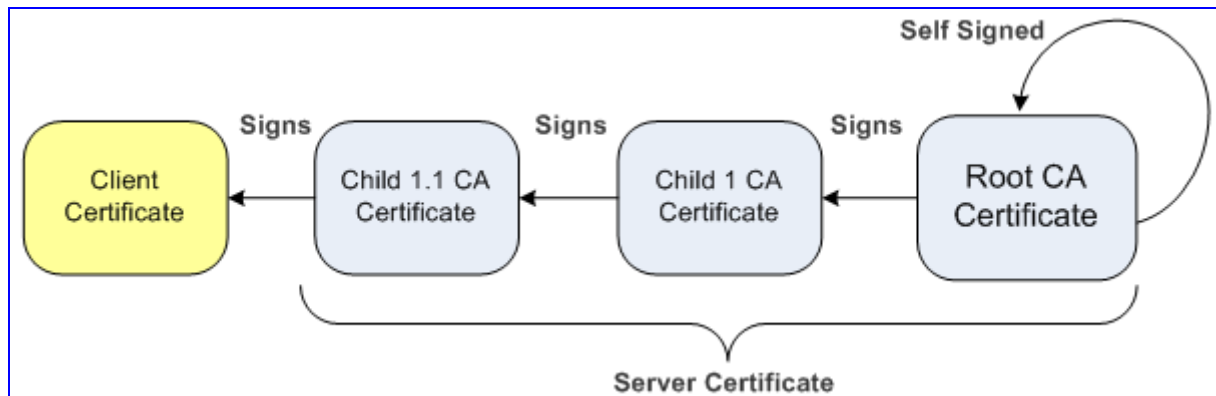 Self Signed
Signs
Signs
Signs
Client
Certificate
Child 1.1 CA
Certificate
Child 1 CA
Certificate
Root CA
Certificate
Server Certificate